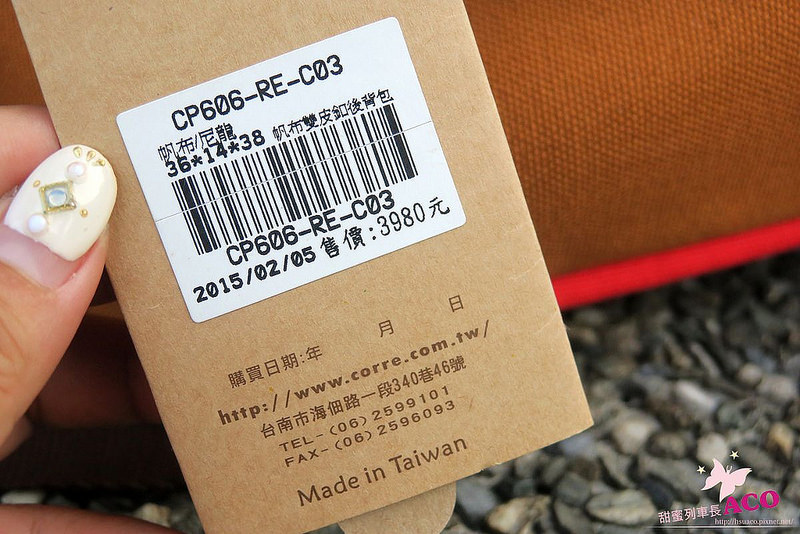 CP606-RE-C03
帆布/尼龍
36*14*38 帆布雙皮釦後背包
CP606-RE-C03
2015/02/05 售價:3980元
購買日期:年 月 日
http://www.corre.com.tw/
台南市海佃路一段340巷46號
TEL-(06)2599101
FAX-(06)2596093
Made in Taiwan
甜蜜列車長 ACO
http://hsuaco.pixnet.net/